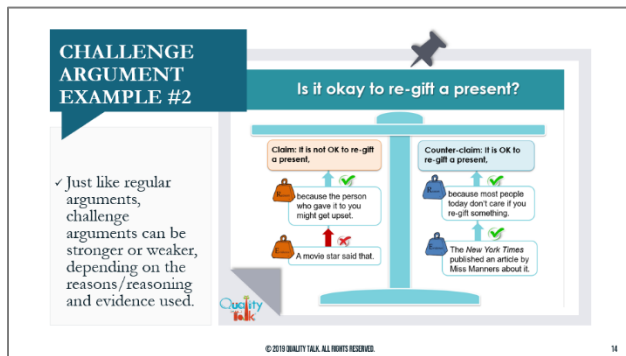 CHALLENGE
ARGUMENT
EXAMPLE #2
✓ Just like regular
arguments,
challenge
arguments can be
stronger or weaker,
depending on the
reasons/reasoning
and evidence used.
Is it okay to re-gift a present?
Claim: It is not OK to re-gift
a present,
because the person
who gave it to you
might get upset.
A movie star said that.
Counter-claim: It is OK to
re-gift a present,
because most people
today don't care if you
re-gift something.
The New York Times
published an article by
Miss Manners about it.
Quality
Talk
© 2019 QUALITY TALK. ALL RIGHTS RESERVED.
14